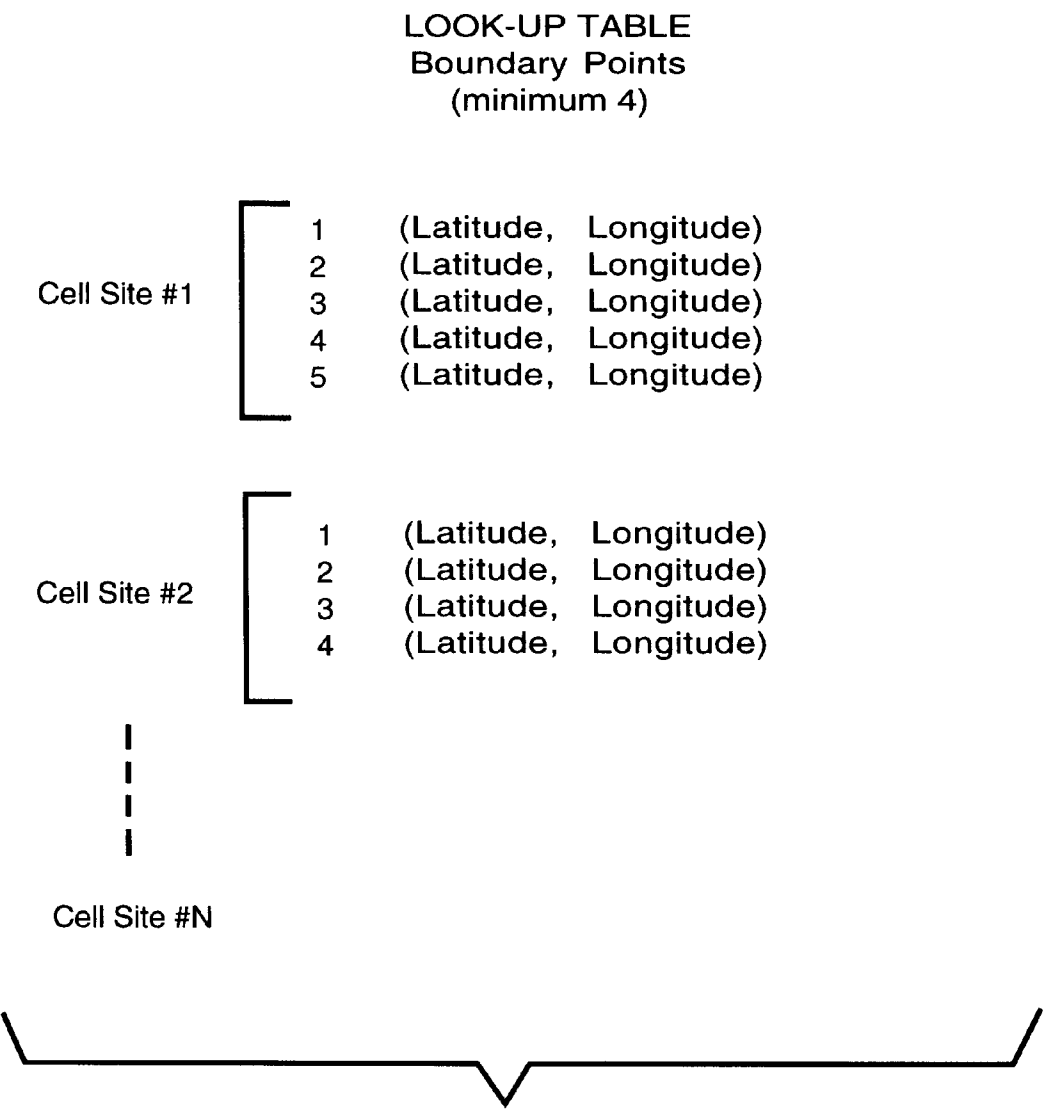 LOOK-UP TABLE
Boundary Points
(minimum 4)
Cell Site #1
1 (Latitude, Longitude)
2 (Latitude, Longitude)
3 (Latitude, Longitude)
4 (Latitude, Longitude)
5 (Latitude, Longitude)
Cell Site #2
1 (Latitude, Longitude)
2 (Latitude, Longitude)
3 (Latitude, Longitude)
4 (Latitude, Longitude)
Cell Site #N